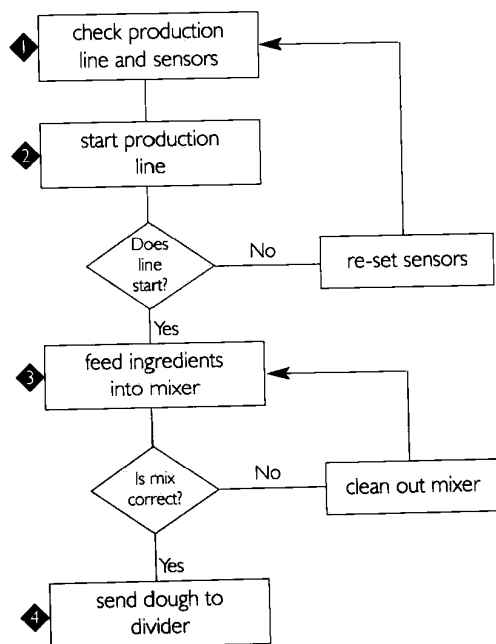 1
check production
line and sensors
2
start production
line
Does
line
start?
No
re-set sensors
Yes
3
feed ingredients
into mixer
Is mix
correct?
No
clean out mixer
Yes
4
send dough to
divider